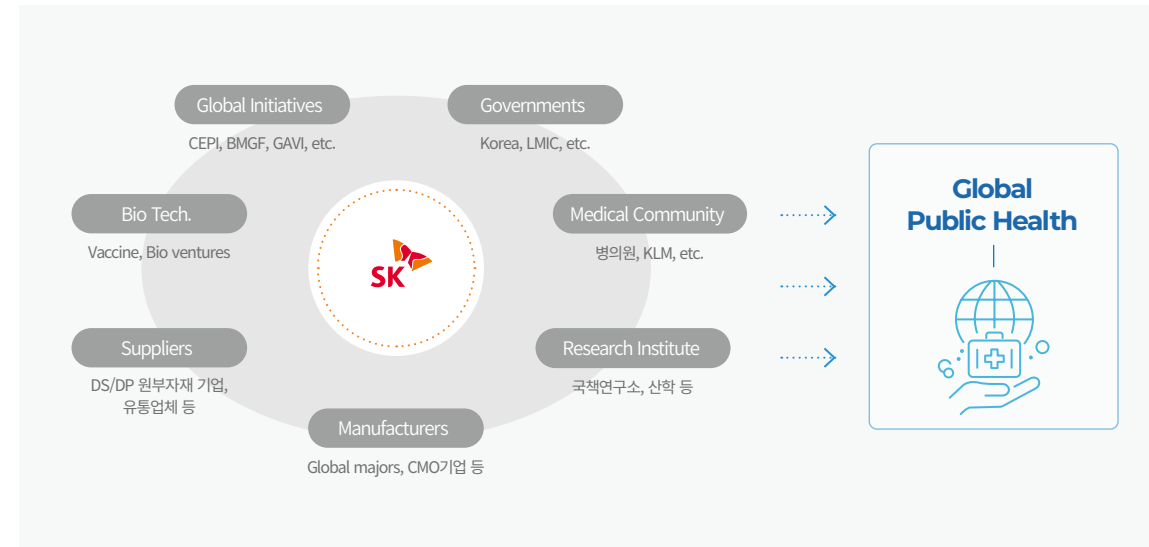 Global Initiatives
CEPI, BMGF, GAVI, etc.
Governments
Korea, LMIC, etc.
Bio Tech.
Vaccine, Bio ventures
SK
Medical Community
병의원, KLM, etc.
Suppliers
DS/DP 원부자재 기업,
유통업체 등
Research Institute
국책연구소, 산학 등
Manufacturers
Global majors, CMO기업 등
Global
Public Health